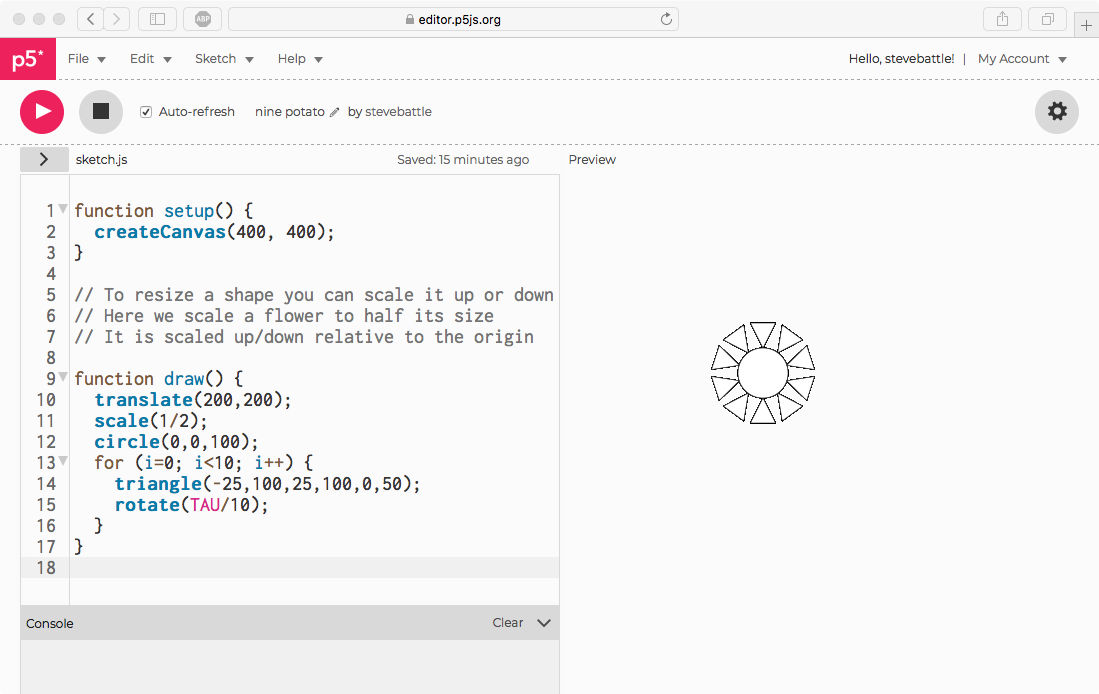 ABP
editor.p5js.org
p5*
File
Edit
Sketch
Help
Hello, stevebattle!
|
My Account
Auto-refresh
nine potato
by stevebattle
sketch.js
Saved: 15 minutes ago
Preview
1 function setup() {
2   createCanvas(400, 400);
3 }
4
5 // To resize a shape you can scale it up or down
6 // Here we scale a flower to half its size
7 // It is scaled up/down relative to the origin
8
9 function draw() {
10   translate(200,200);
11   scale(1/2);
12   circle(0,0,100);
13   for (i=0; i<10; i++) {
14     triangle(-25,100,25,100,0,50);
15     rotate(TAU/10);
16   }
17 }
18
Console
Clear